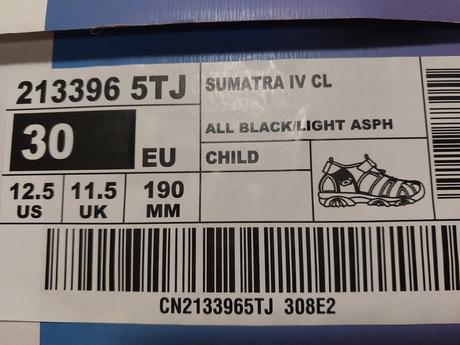 213396 5TJ
SUMATRA IV CL
ALL BLACK/LIGHT ASPH
30 EU
CHILD
12.5 US
11.5 UK
190 MM
CN2133965TJ 308E2